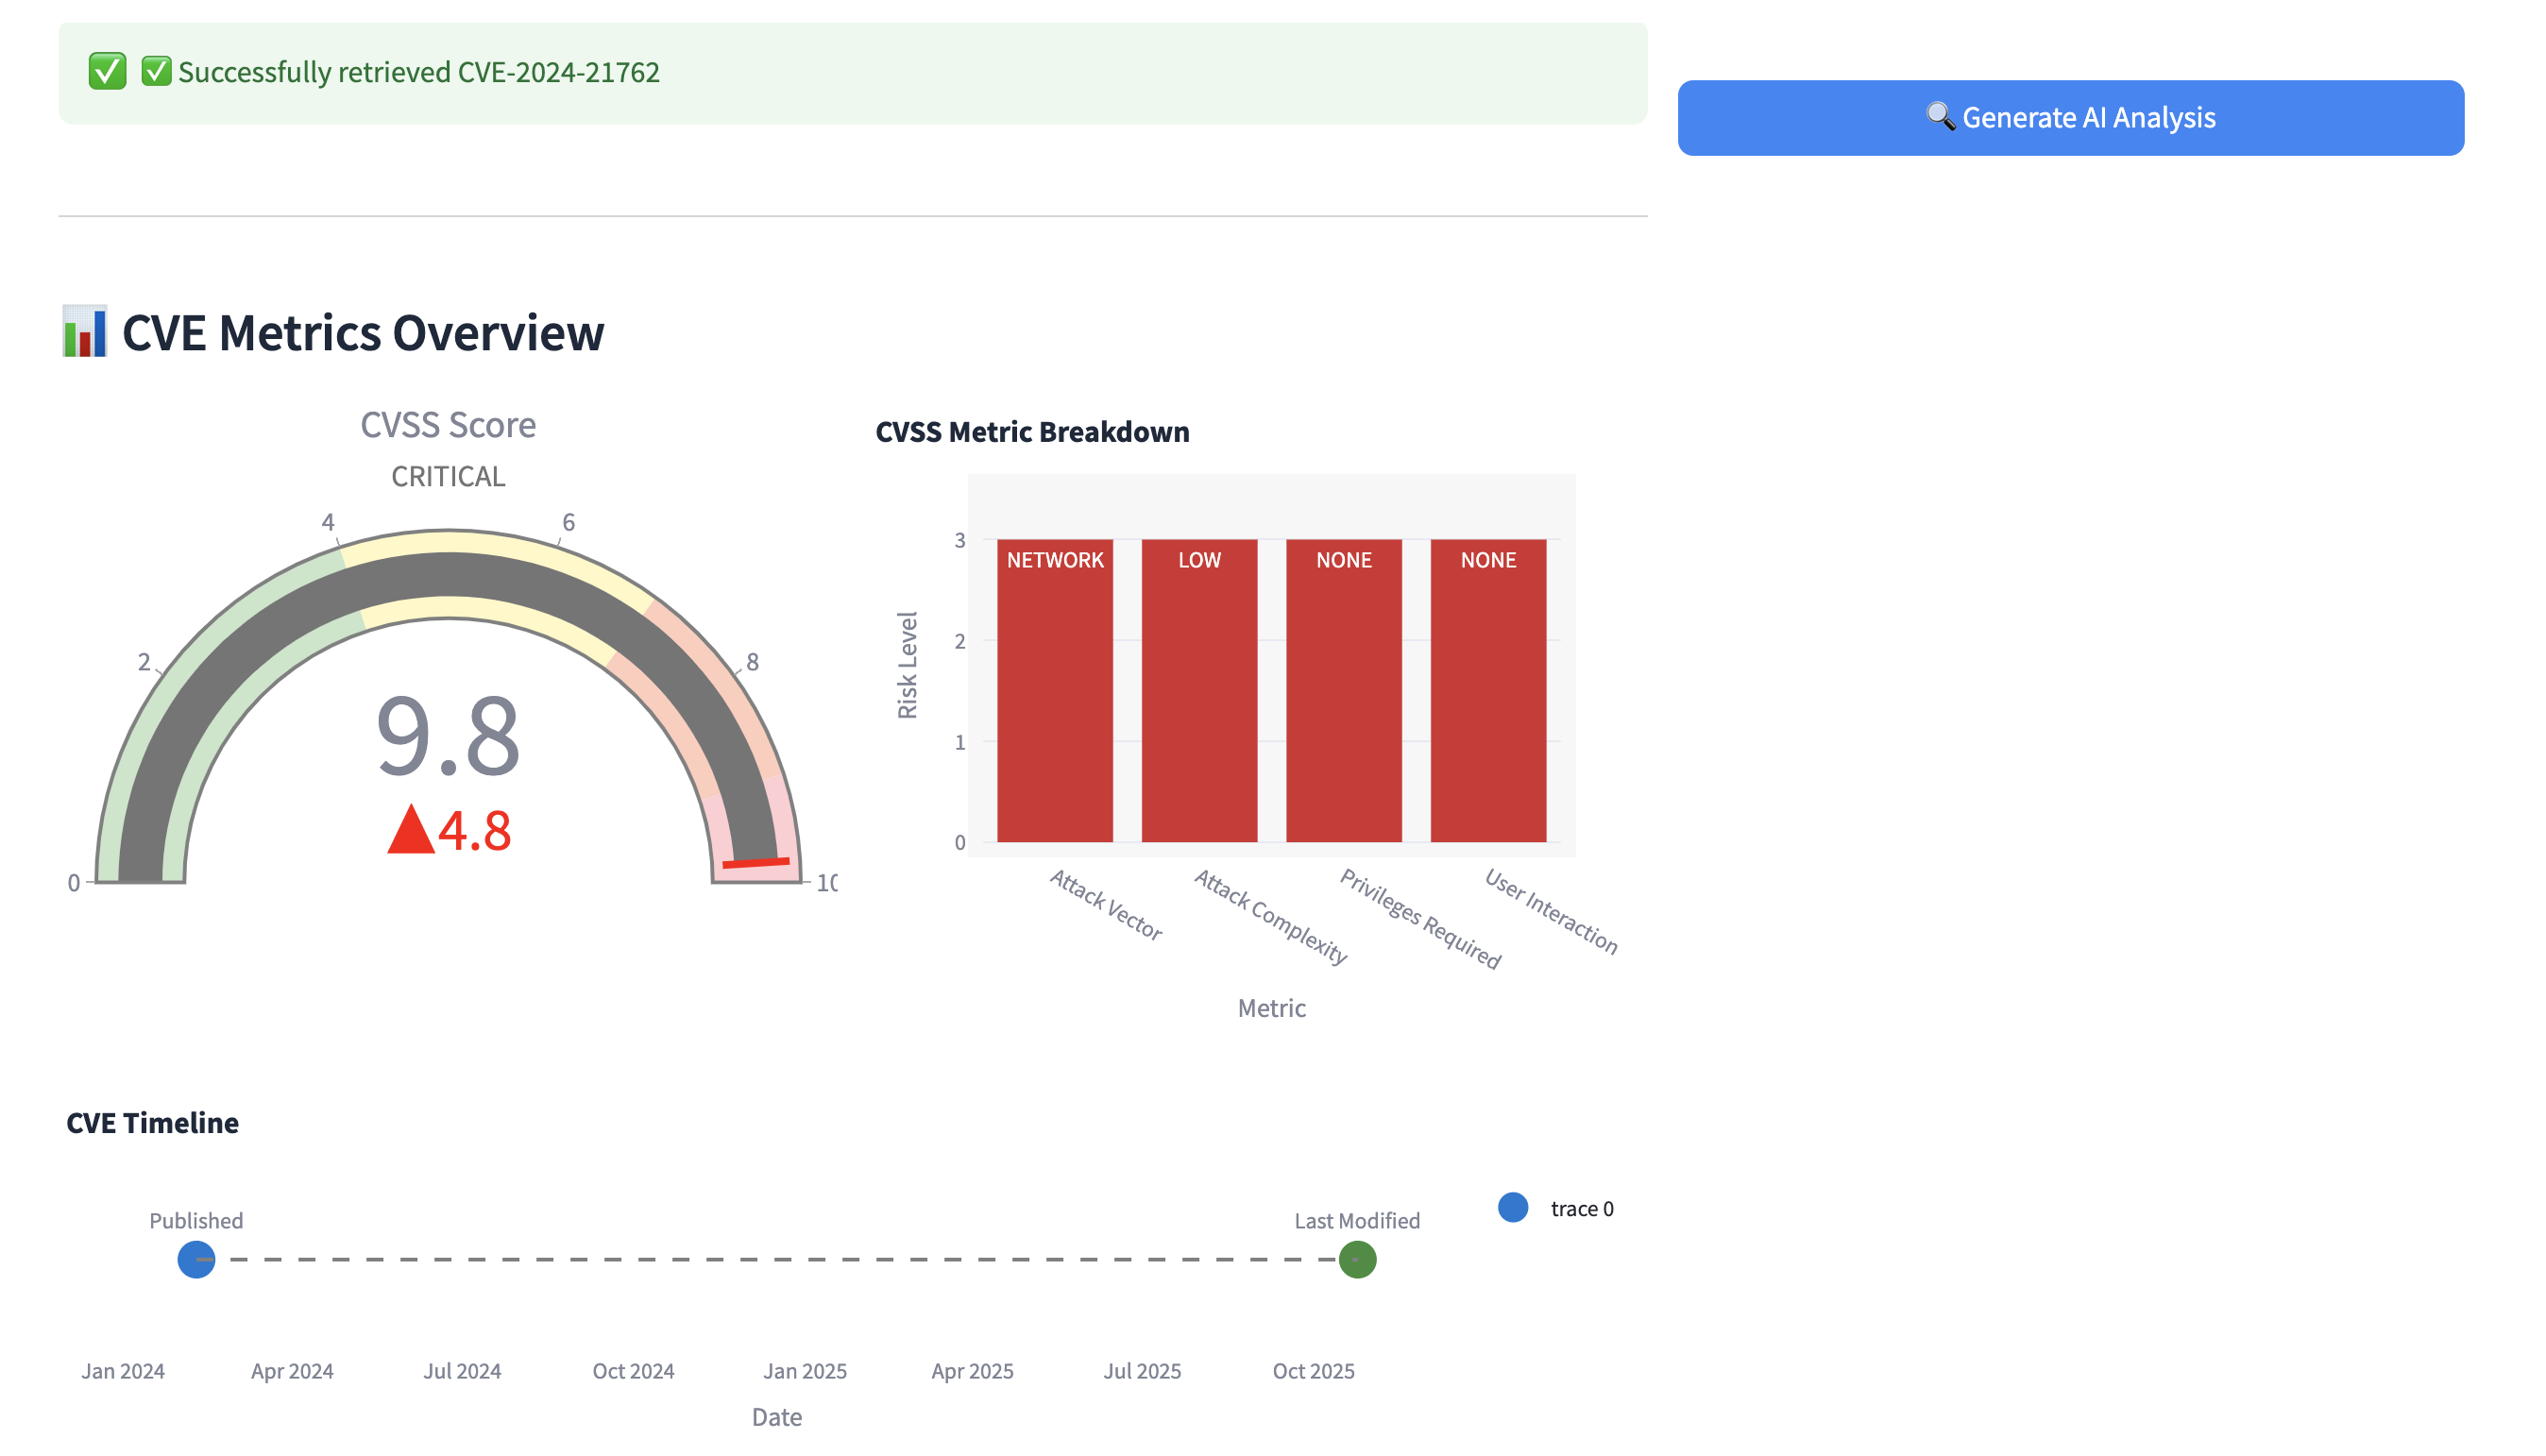 ✅ ✅ Successfully retrieved CVE-2024-21762
🔍 Generate AI Analysis
📊 CVE Metrics Overview
CVSS Score
CRITICAL
0
2
4
6
8
10
9.8
▲4.8
CVSS Metric Breakdown
Risk Level
3
2
1
0
NETWORK
LOW
NONE
NONE
Attack Vector
Attack Complexity
Privileges Required
User Interaction
Metric
CVE Timeline
Published
Last Modified
trace 0
Jan 2024
Apr 2024
Jul 2024
Oct 2024
Jan 2025
Apr 2025
Jul 2025
Oct 2025
Date